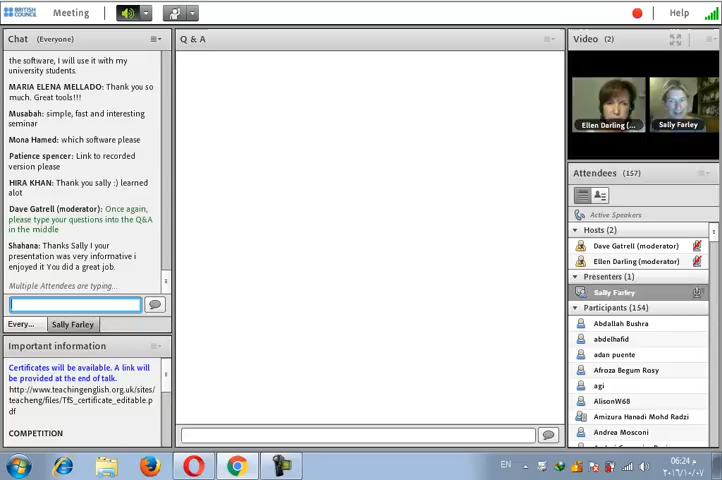 BRITISH
COUNCIL
Meeting
Help
Chat (Everyone)
the software, I will use it with my
university students.
MARIA ELENA MELLADO: Thank you so
much. Great tools!!!
Musabah: simple, fast and interesting
seminar
Mona Hamed: which software please
Patience spencer: Link to recorded
version please
HIRA KHAN: Thank you sally :) learned
alot
Dave Gatrell (moderator): Once again,
please type your questions into the Q&A
in the middle
Shahana: Thanks Sally I your
presentation was very informative i
enjoyed it You did a great job.
Multiple Attendees are typing...
Every...
Sally Farley
Important information
Certificates will be available. A link will
be provided at the end of talk.
http://www.teachingenglish.org.uk/sites/
teacheng/files/TfS_certificate_editable.p
df
COMPETITION
Q & A
Video (2)
Ellen Darling (...
Sally Farley
Attendees (157)
Active Speakers
Hosts (2)
Dave Gatrell (moderator)
Ellen Darling (moderator)
Presenters (1)
Sally Farley
Participants (154)
Abdallah Bushra
abdelhafid
adan puente
Afroza Begum Rosy
agi
AlisonW68
Amizura Hanadi Mohd Radzi
Andrea Mosconi
EN
06:24 م
٢٠١٦/١٠/٠٧